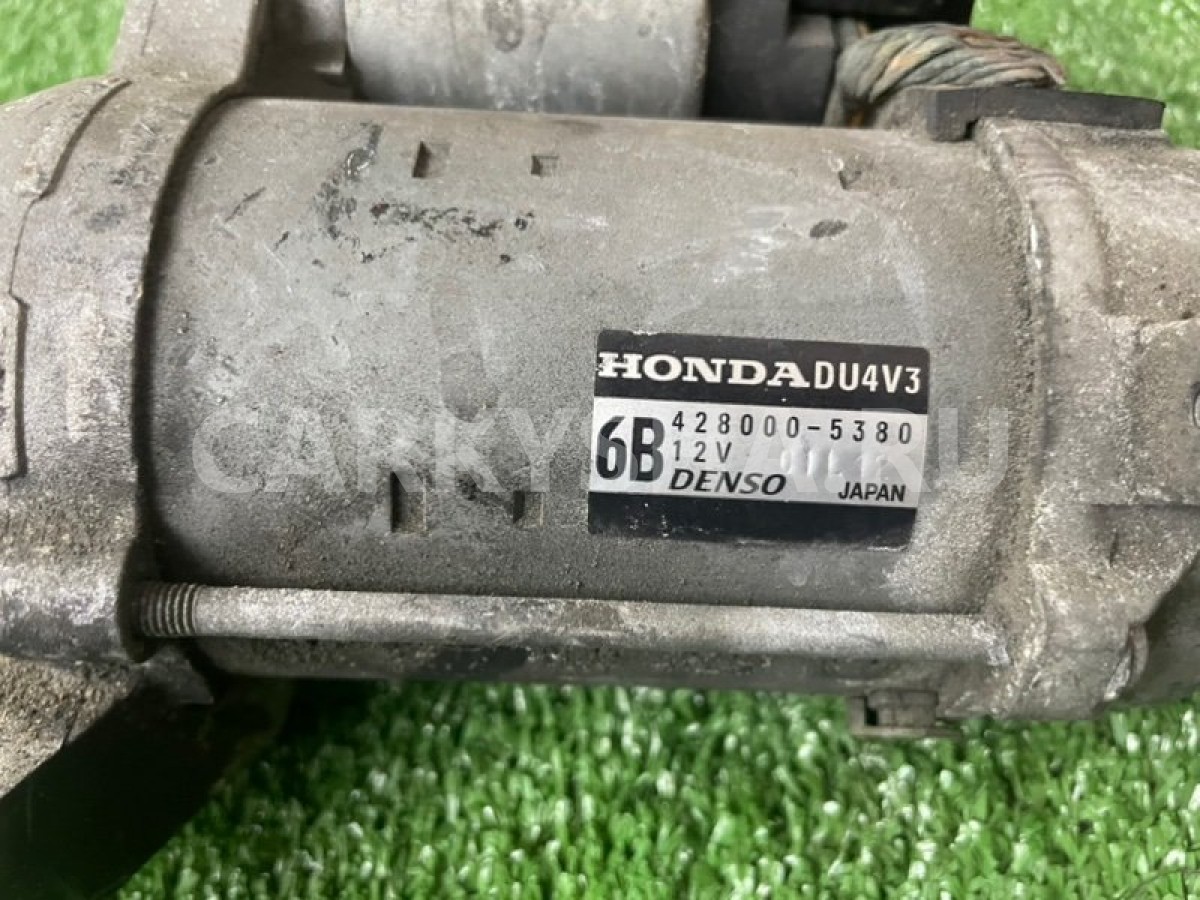 HONDA DU4V3
6B 428000-5380
12V
DENSO JAPAN